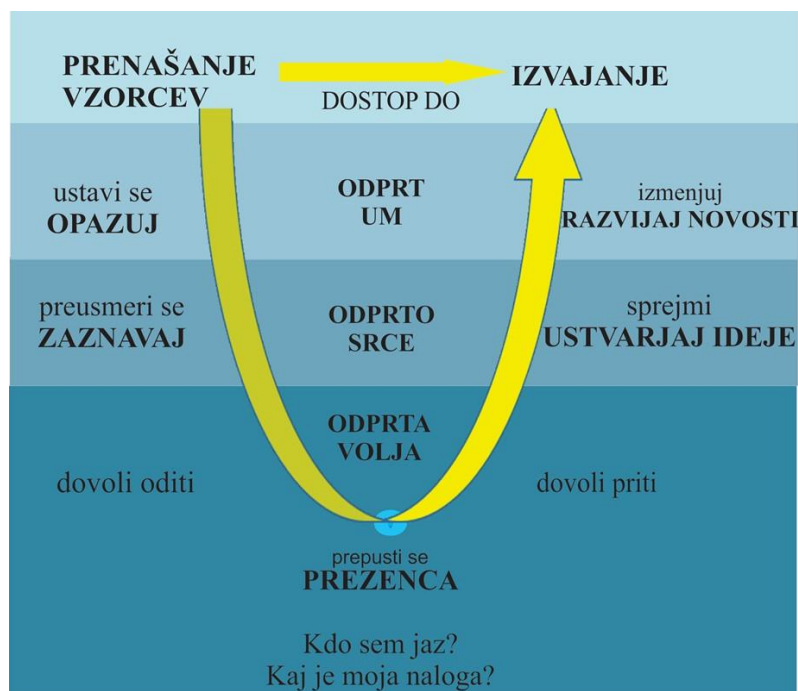 PRENAŠANJE
VZORCEV
DOSTOP DO
IZVAJANJE
ustavi se
OPAZUJ
ODPRT
UM
izmenjuj
RAZVIJAJ NOVOSTI
preusmeri se
ZAZNAVAJ
ODPRTO
SRCE
sprejmi
USTVARJAJ IDEJE
ODPRTA
VOLJA
dovoli oditi
dovoli priti
prepusti se
PREZENCA
Kdo sem jaz?
Kaj je moja naloga?